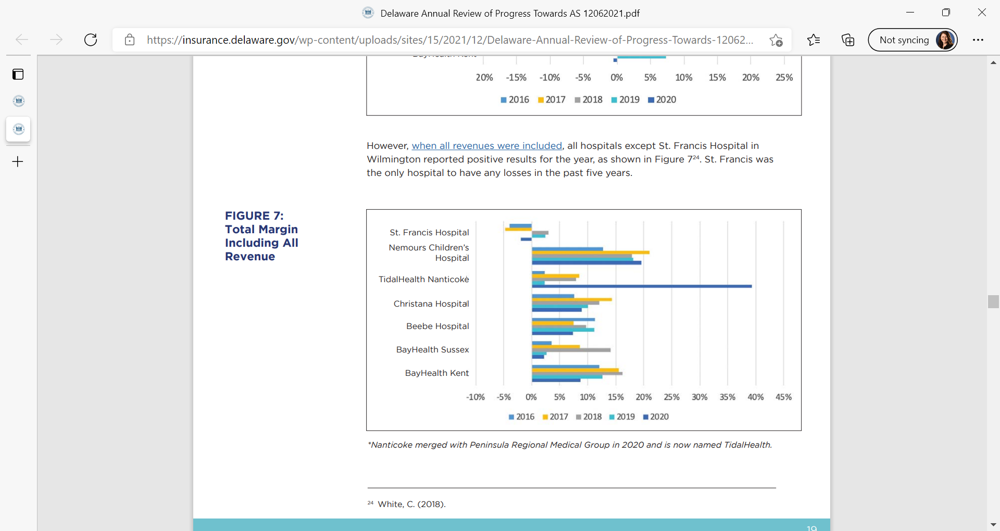 Delaware Annual Review of Progress Towards AS 12062021.pdf
https://insurance.delaware.gov/wp-content/uploads/sites/15/2021/12/Delaware-Annual-Review-of-Progress-Towards-12062...
Not syncing
20% -15% -10% -5% 0% 5% 10% 15% 20% 25%
2016 2017 2018 2019 2020
However, when all revenues were included, all hospitals except St. Francis Hospital in
Wilmington reported positive results for the year, as shown in Figure 7²⁴. St. Francis was
the only hospital to have any losses in the past five years.
FIGURE 7:
Total Margin
Including All
Revenue
St. Francis Hospital
Nemours Children’s
Hospital
TidalHealth Nanticoke
Christana Hospital
Beebe Hospital
BayHealth Sussex
BayHealth Kent
-10% -5% 0% 5% 10% 15% 20% 25% 30% 35% 40% 45%
2016 2017 2018 2019 2020
*Nanticoke merged with Peninsula Regional Medical Group in 2020 and is now named TidalHealth.
²⁴ White, C. (2018).
19